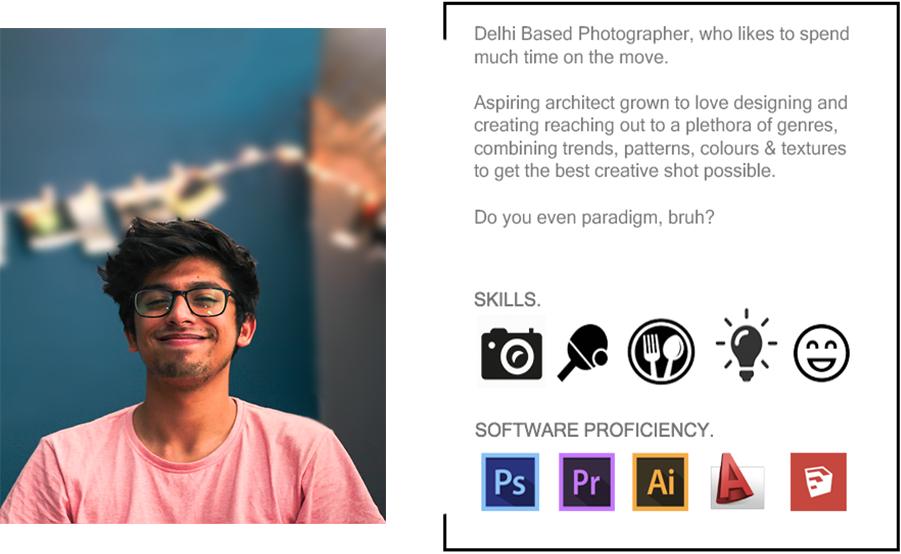 Delhi Based Photographer, who likes to spend
much time on the move.
Aspiring architect grown to love designing and
creating reaching out to a plethora of genres,
combining trends, patterns, colours & textures
to get the best creative shot possible.
Do you even paradigm, bruh?
SKILLS.
SOFTWARE PROFICIENCY.
Ps Pr Ai A